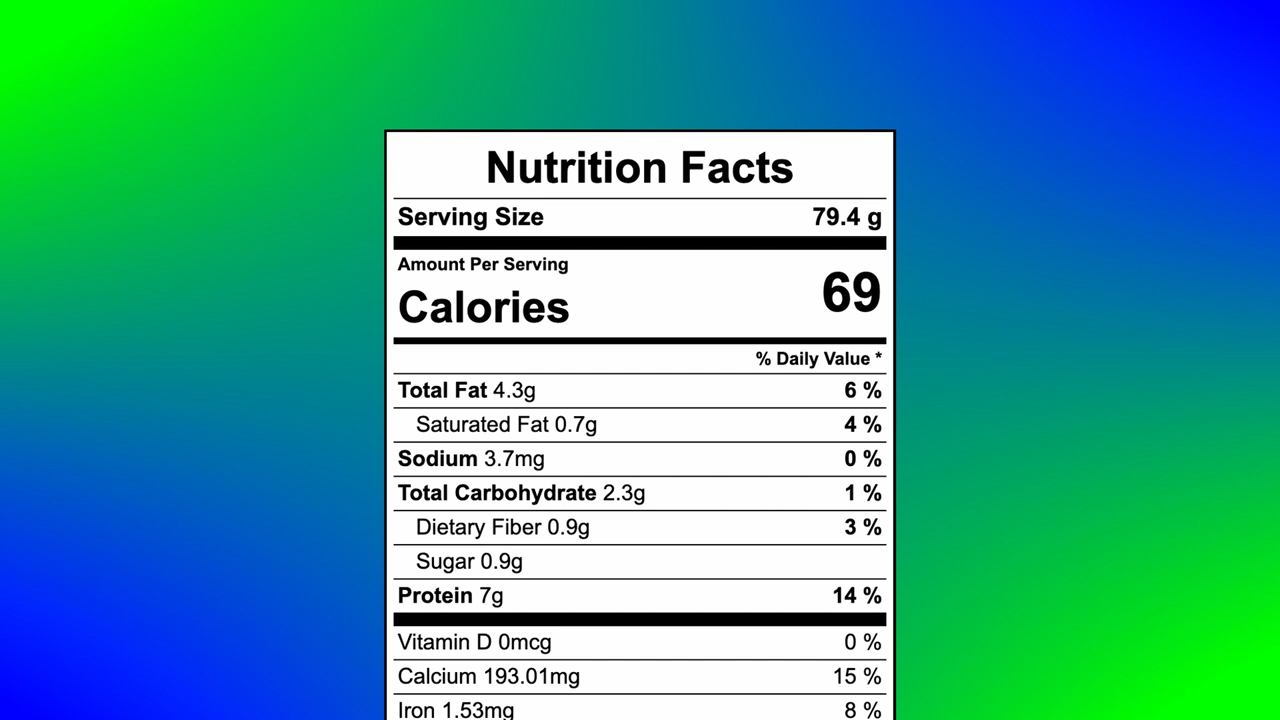 Nutrition Facts
Serving Size 79.4 g
Amount Per Serving
Calories 69
% Daily Value *
Total Fat 4.3g 6 %
Saturated Fat 0.7g 4 %
Sodium 3.7mg 0 %
Total Carbohydrate 2.3g 1 %
Dietary Fiber 0.9g 3 %
Sugar 0.9g
Protein 7g 14 %
Vitamin D 0mcg 0 %
Calcium 193.01mg 15 %
Iron 1.53mg 8 %